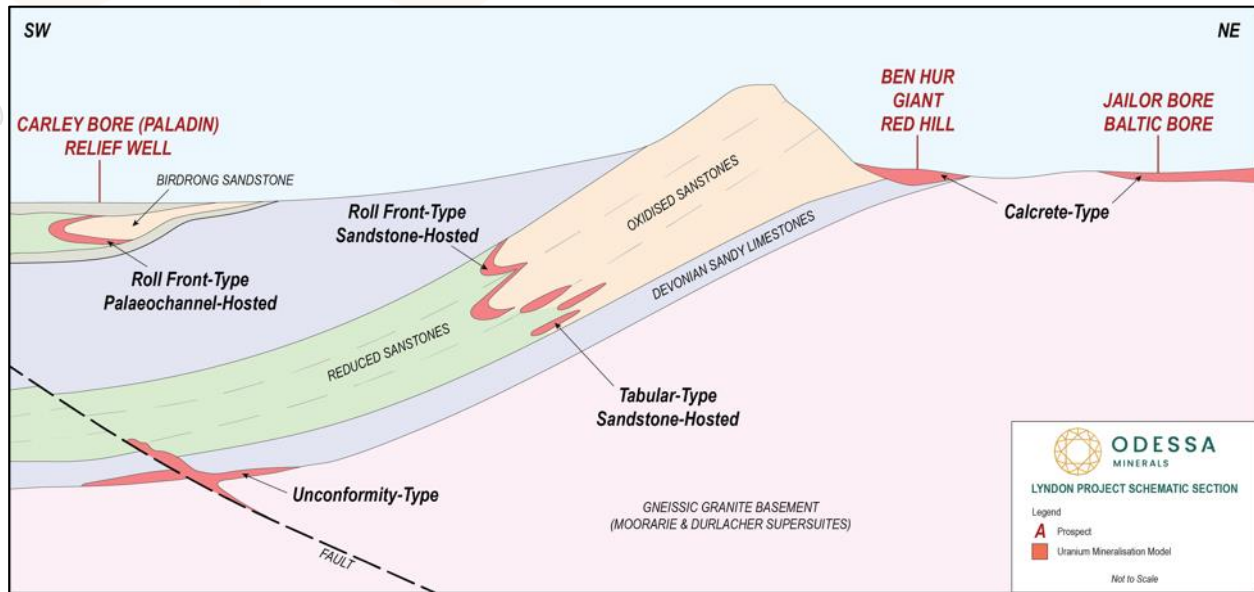 SW
NE
CARLEY BORE (PALADIN)
RELIEF WELL
BIRDRONG SANDSTONE
Roll Front-Type
Palaeochannel-Hosted
Roll Front-Type
Sandstone-Hosted
OXIDISED SANSTONES
DEVONIAN SANDY LIMESTONES
REDUCED SANSTONES
BEN HUR
GIANT
RED HILL
JAILOR BORE
BALTIC BORE
Calcrete-Type
Tabular-Type
Sandstone-Hosted
Unconformity-Type
FAULT
GNEISSIC GRANITE BASEMENT
(MOORARIE & DURLACHER SUPERSUITES)
ODESSA
MINERALS
LYNDON PROJECT SCHEMATIC SECTION
Legend
A Prospect
Uranium Mineralisation Model
Not to Scale